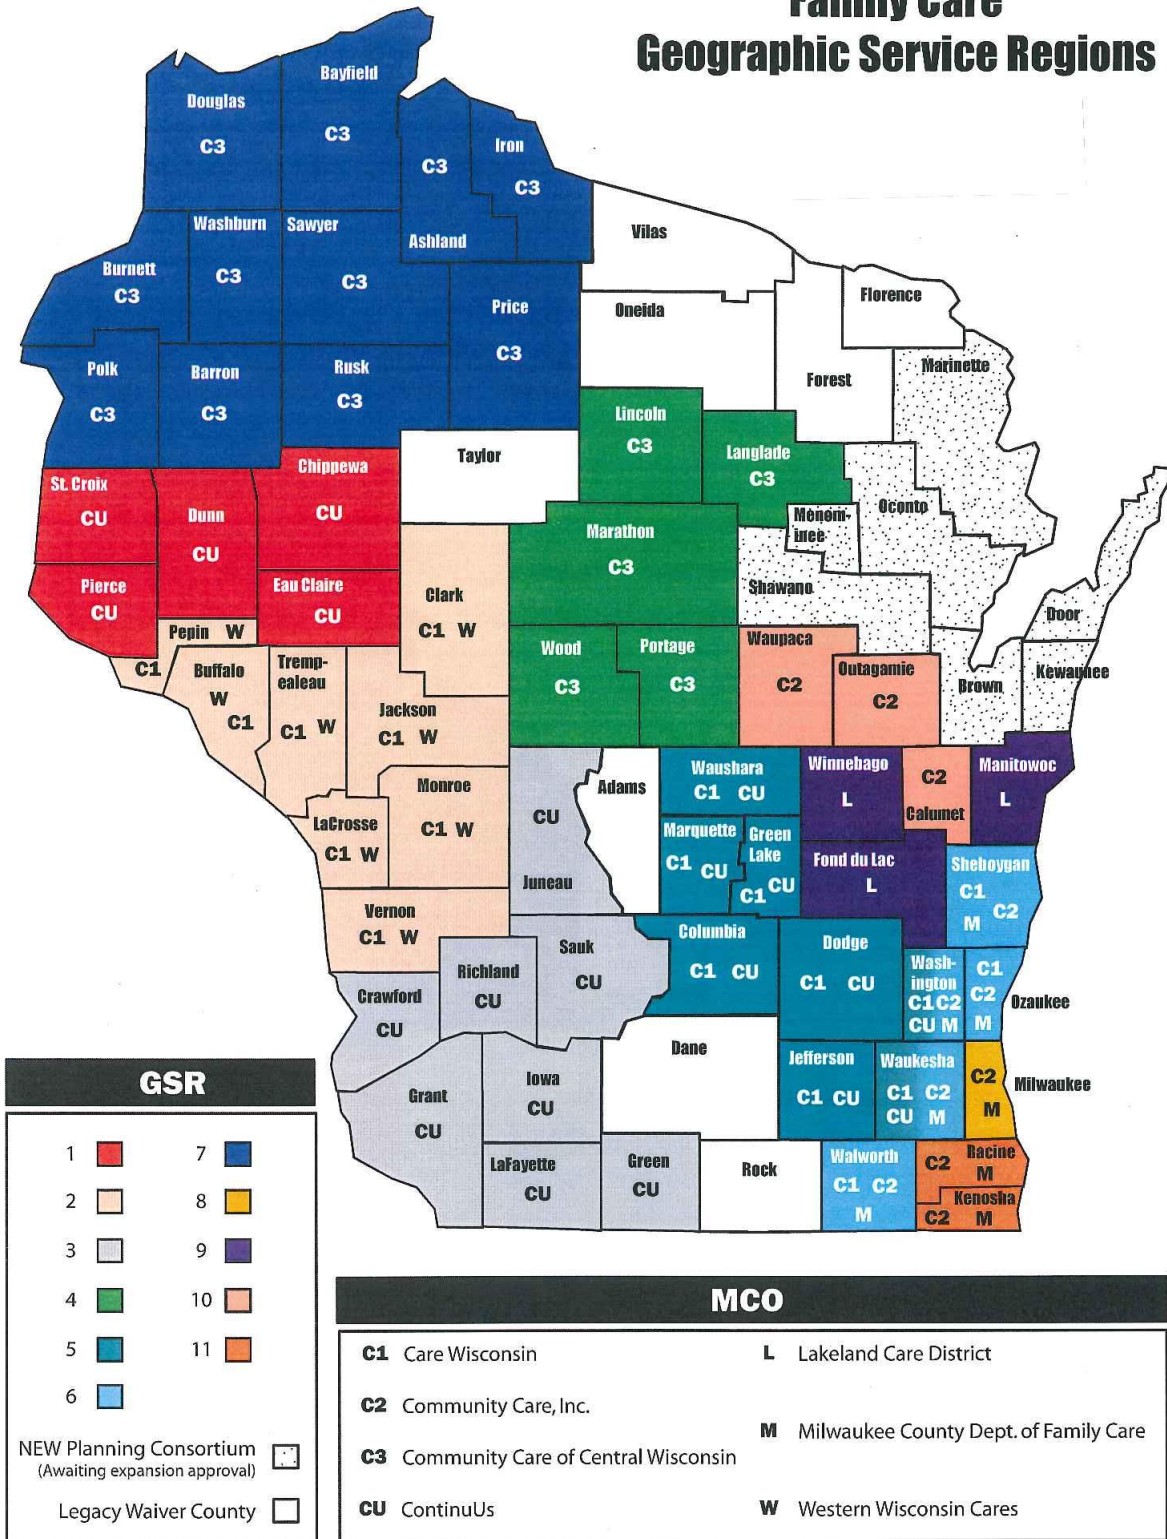 Family Care
Geographic Service Regions
Bayfield
C3
Douglas
C3
Iron
C3
C3
Ashland
Washburn
C3
Sawyer
C3
Vilas
Burnett
C3
Florence
Price
C3
Oneida
Polk
C3
Barron
C3
Rusk
C3
Forest
Marinette
Lincoln
C3
Langlade
C3
Taylor
Chippewa
CU
St. Croix
CU
Dunn
CU
Menom-
inee
Oconto
Marathon
C3
Pierce
CU
Eau Claire
CU
Clark
C1 W
Shawano
Door
Pepin W
C1
Buffalo
W
C1
Tremp-
ealeau
C1 W
Wood
C3
Portage
C3
Waupaca
C2
Outagamie
C2
Brown
Kewaunee
Jackson
C1 W
Monroe
C1 W
CU
Juneau
Adams
Waushara
C1 CU
Winnebago
L
C2
Calumet
Manitowoc
L
LaCrosse
C1 W
Marquette
C1 CU
Green
Lake
C1 CU
Fond du Lac
L
Sheboygan
C1
C2
M
Vernon
C1 W
Richland
CU
Sauk
CU
Columbia
C1 CU
Dodge
C1 CU
Wash-
ington
C1 C2
CU M
C1
C2
M
Ozaukee
Crawford
CU
Dane
Jefferson
C1 CU
Waukesha
C1 C2
CU M
C2
M
Milwaukee
Grant
CU
Iowa
CU
LaFayette
CU
Green
CU
Rock
Walworth
C1 C2
M
Racine
C2 M
Kenosha
C2 M
GSR
1 7
2 8
3 9
4 10
5 11
6
NEW Planning Consortium
(Awaiting expansion approval)
Legacy Waiver County
MCO
C1 Care Wisconsin
L Lakeland Care District
C2 Community Care, Inc.
M Milwaukee County Dept. of Family Care
C3 Community Care of Central Wisconsin
CU ContinuUs
W Western Wisconsin Cares